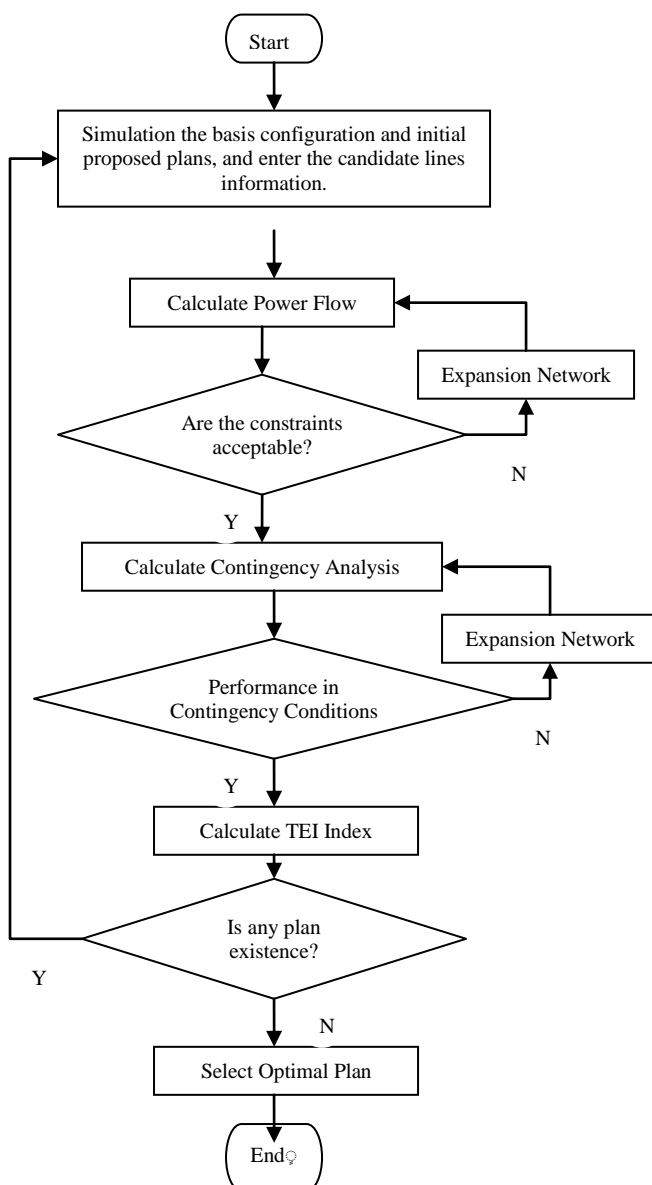 Start
Simulation the basis configuration and initial
proposed plans, and enter the candidate lines
information.
Calculate Power Flow
Expansion Network
Are the constraints
acceptable?
N
Y
Calculate Contingency Analysis
Expansion Network
Performance in
Contingency Conditions
N
Y
Calculate TEI Index
Is any plan
existence?
Y
N
Select Optimal Plan
End